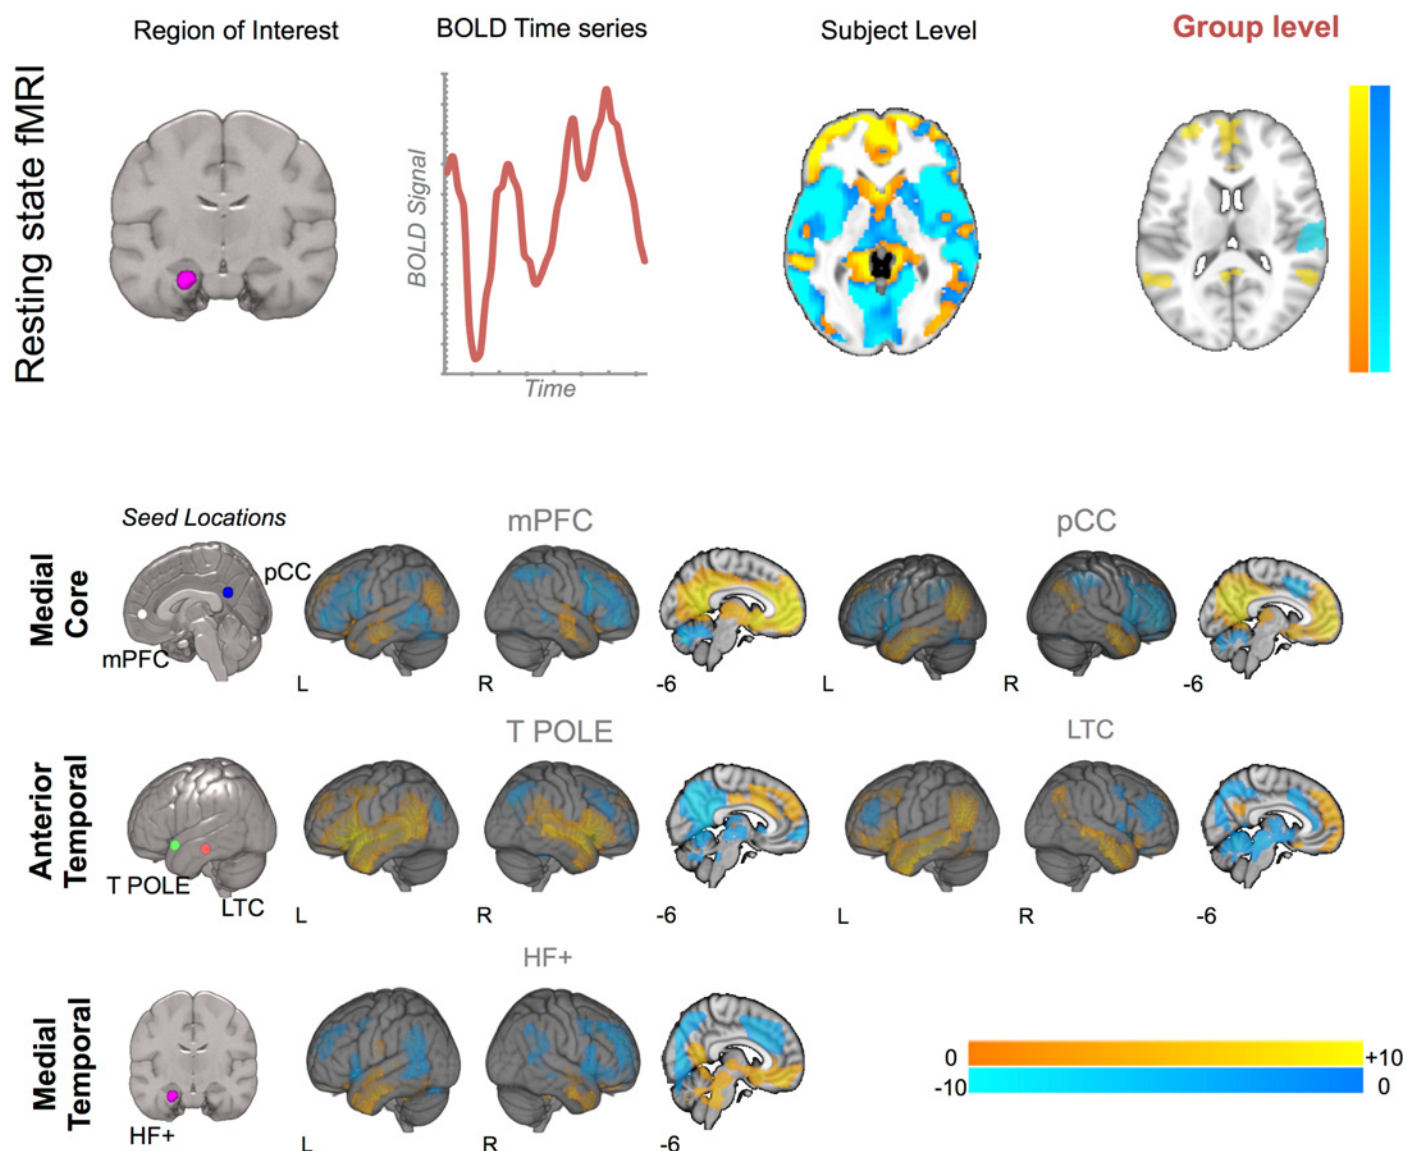 Region of Interest
BOLD Time series
Subject Level
Group level
Resting state fMRI
BOLD Signal
Time
Seed Locations
mPFC
pCC
Medial
Core
pCC
mPFC
L
R
-6
L
R
-6
T POLE
LTC
Anterior
Temporal
T POLE
LTC
L
R
-6
L
R
-6
HF+
Medial
Temporal
HF+
L
R
-6
0
+10
-10
0